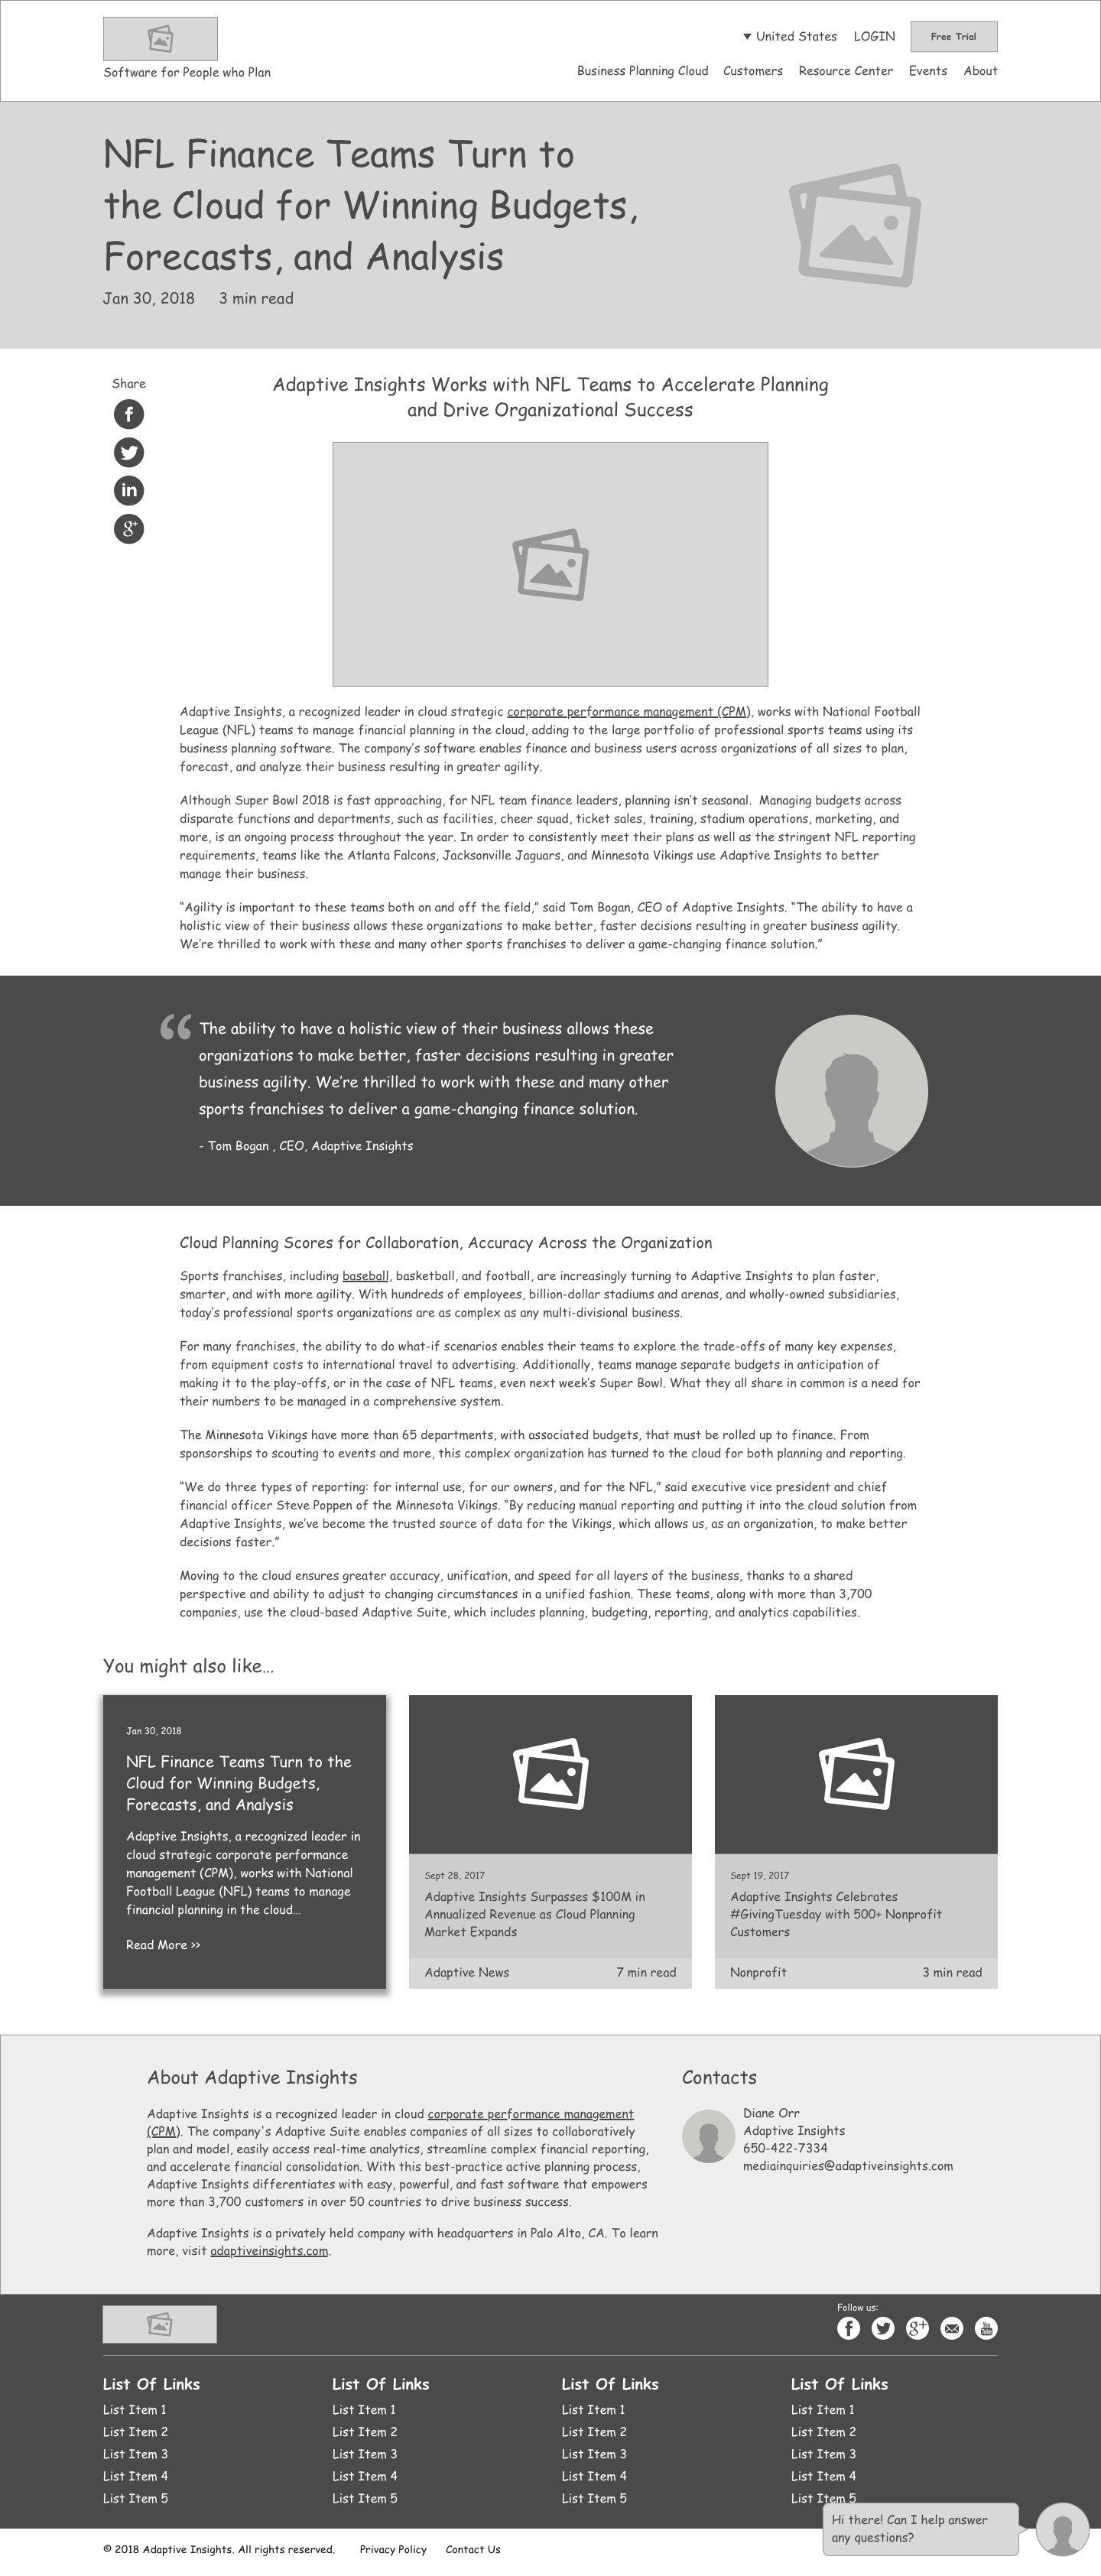 Software for People who Plan
▼ United States LOGIN Free Trial
Business Planning Cloud Customers Resource Center Events About
NFL Finance Teams Turn to
the Cloud for Winning Budgets,
Forecasts, and Analysis
Jan 30, 2018 3 min read
Share
Adaptive Insights Works with NFL Teams to Accelerate Planning
and Drive Organizational Success
Adaptive Insights, a recognized leader in cloud strategic corporate performance management (CPM), works with National Football
League (NFL) teams to manage financial planning in the cloud, adding to the large portfolio of professional sports teams using its
business planning software. The company's software enables finance and business users across organizations of all sizes to plan,
forecast, and analyze their business resulting in greater agility.
Although Super Bowl 2018 is fast approaching, for NFL team finance leaders, planning isn't seasonal. Managing budgets across
disparate functions and departments, such as facilities, cheer squad, ticket sales, training, stadium operations, marketing, and
more, is an ongoing process throughout the year. In order to consistently meet their plans as well as the stringent NFL reporting
requirements, teams like the Atlanta Falcons, Jacksonville Jaguars, and Minnesota Vikings use Adaptive Insights to better
manage their business.
“Agility is important to these teams both on and off the field,” said Tom Bogan, CEO of Adaptive Insights. “The ability to have a
holistic view of their business allows these organizations to make better, faster decisions resulting in greater business agility.
We're thrilled to work with these and many other sports franchises to deliver a game-changing finance solution.”
“ The ability to have a holistic view of their business allows these
organizations to make better, faster decisions resulting in greater
business agility. We're thrilled to work with these and many other
sports franchises to deliver a game-changing finance solution.
- Tom Bogan , CEO, Adaptive Insights
Cloud Planning Scores for Collaboration, Accuracy Across the Organization
Sports franchises, including baseball, basketball, and football, are increasingly turning to Adaptive Insights to plan faster,
smarter, and with more agility. With hundreds of employees, billion-dollar stadiums and arenas, and wholly-owned subsidiaries,
today's professional sports organizations are as complex as any multi-divisional business.
For many franchises, the ability to do what-if scenarios enables their teams to explore the trade-offs of many key expenses,
from equipment costs to international travel to advertising. Additionally, teams manage separate budgets in anticipation of
making it to the play-offs, or in the case of NFL teams, even next week's Super Bowl. What they all share in common is a need for
their numbers to be managed in a comprehensive system.
The Minnesota Vikings have more than 65 departments, with associated budgets, that must be rolled up to finance. From
sponsorships to scouting to events and more, this complex organization has turned to the cloud for both planning and reporting.
“We do three types of reporting: for internal use, for our owners, and for the NFL,” said executive vice president and chief
financial officer Steve Poppen of the Minnesota Vikings. “By reducing manual reporting and putting it into the cloud solution from
Adaptive Insights, we've become the trusted source of data for the Vikings, which allows us, as an organization, to make better
decisions faster.”
Moving to the cloud ensures greater accuracy, unification, and speed for all layers of the business, thanks to a shared
perspective and ability to adjust to changing circumstances in a unified fashion. These teams, along with more than 3,700
companies, use the cloud-based Adaptive Suite, which includes planning, budgeting, reporting, and analytics capabilities.
You might also like...
Jan 30, 2018
NFL Finance Teams Turn to the
Cloud for Winning Budgets,
Forecasts, and Analysis
Adaptive Insights, a recognized leader in
cloud strategic corporate performance
management (CPM), works with National
Football League (NFL) teams to manage
financial planning in the cloud...
Read More >>
Sept 28, 2017
Adaptive Insights Surpasses $100M in
Annualized Revenue as Cloud Planning
Market Expands
Adaptive News 7 min read
Sept 19, 2017
Adaptive Insights Celebrates
#GivingTuesday with 500+ Nonprofit
Customers
Nonprofit 3 min read
About Adaptive Insights
Adaptive Insights is a recognized leader in cloud corporate performance management
(CPM). The company's Adaptive Suite enables companies of all sizes to collaboratively
plan and model, easily access real-time analytics, streamline complex financial reporting,
and accelerate financial consolidation. With this best-practice active planning process,
Adaptive Insights differentiates with easy, powerful, and fast software that empowers
more than 3,700 customers in over 50 countries to drive business success.
Adaptive Insights is a privately held company with headquarters in Palo Alto, CA. To learn
more, visit adaptiveinsights.com.
Contacts
Diane Orr
Adaptive Insights
650-422-7334
mediainquiries@adaptiveinsights.com
Follow us:
List Of Links
List Item 1
List Item 2
List Item 3
List Item 4
List Item 5
List Of Links
List Item 1
List Item 2
List Item 3
List Item 4
List Item 5
List Of Links
List Item 1
List Item 2
List Item 3
List Item 4
List Item 5
List Of Links
List Item 1
List Item 2
List Item 3
List Item 4
List Item 5
Hi there! Can I help answer
any questions?
© 2018 Adaptive Insights. All rights reserved. Privacy Policy Contact Us